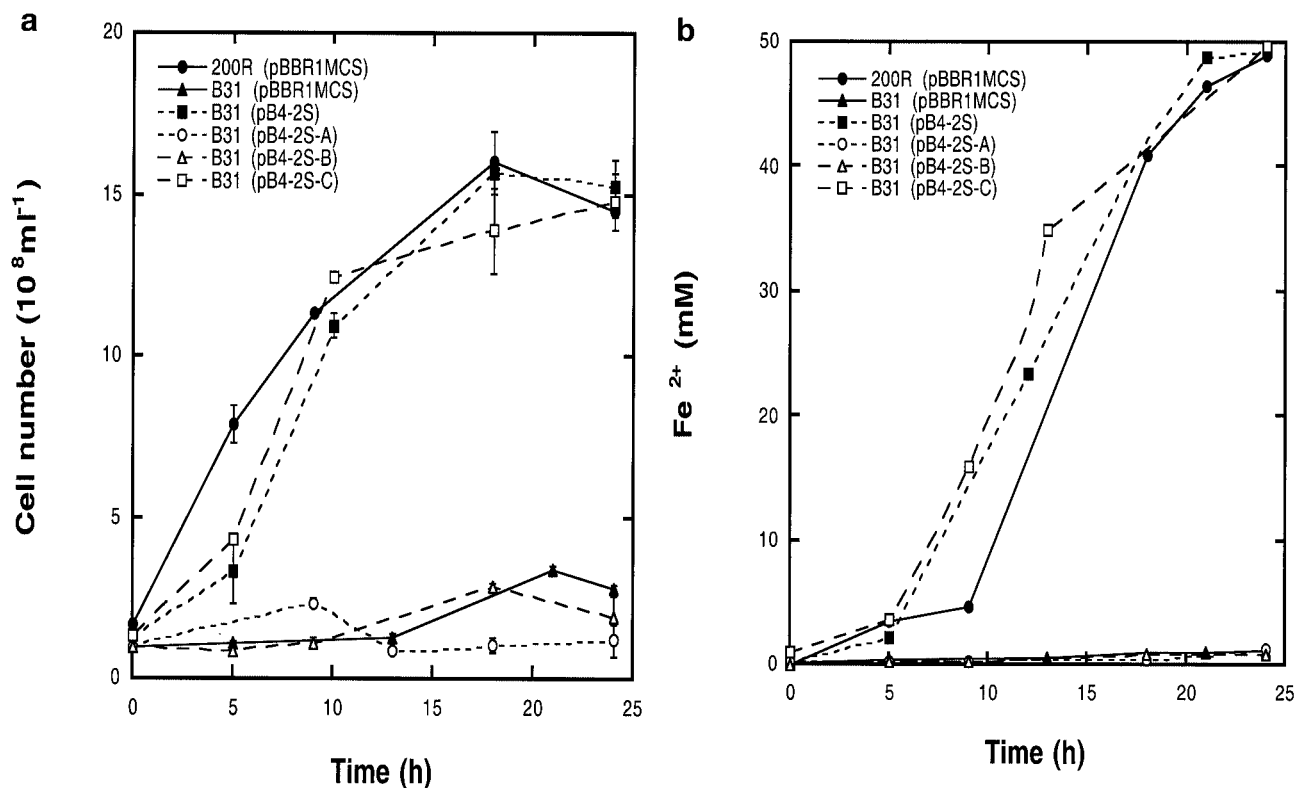 a
20
15
10
5
0
0 5 10 15 20 25
Cell number (10⁸ml⁻¹)
Time (h)
200R (pBBR1MCS)
B31 (pBBR1MCS)
B31 (pB4-2S)
B31 (pB4-2S-A)
B31 (pB4-2S-B)
B31 (pB4-2S-C)
b
50
40
30
20
10
0
0 5 10 15 20 25
Fe ²⁺ (mM)
Time (h)
200R (pBBR1MCS)
B31 (pBBR1MCS)
B31 (pB4-2S)
B31 (pB4-2S-A)
B31 (pB4-2S-B)
B31 (pB4-2S-C)